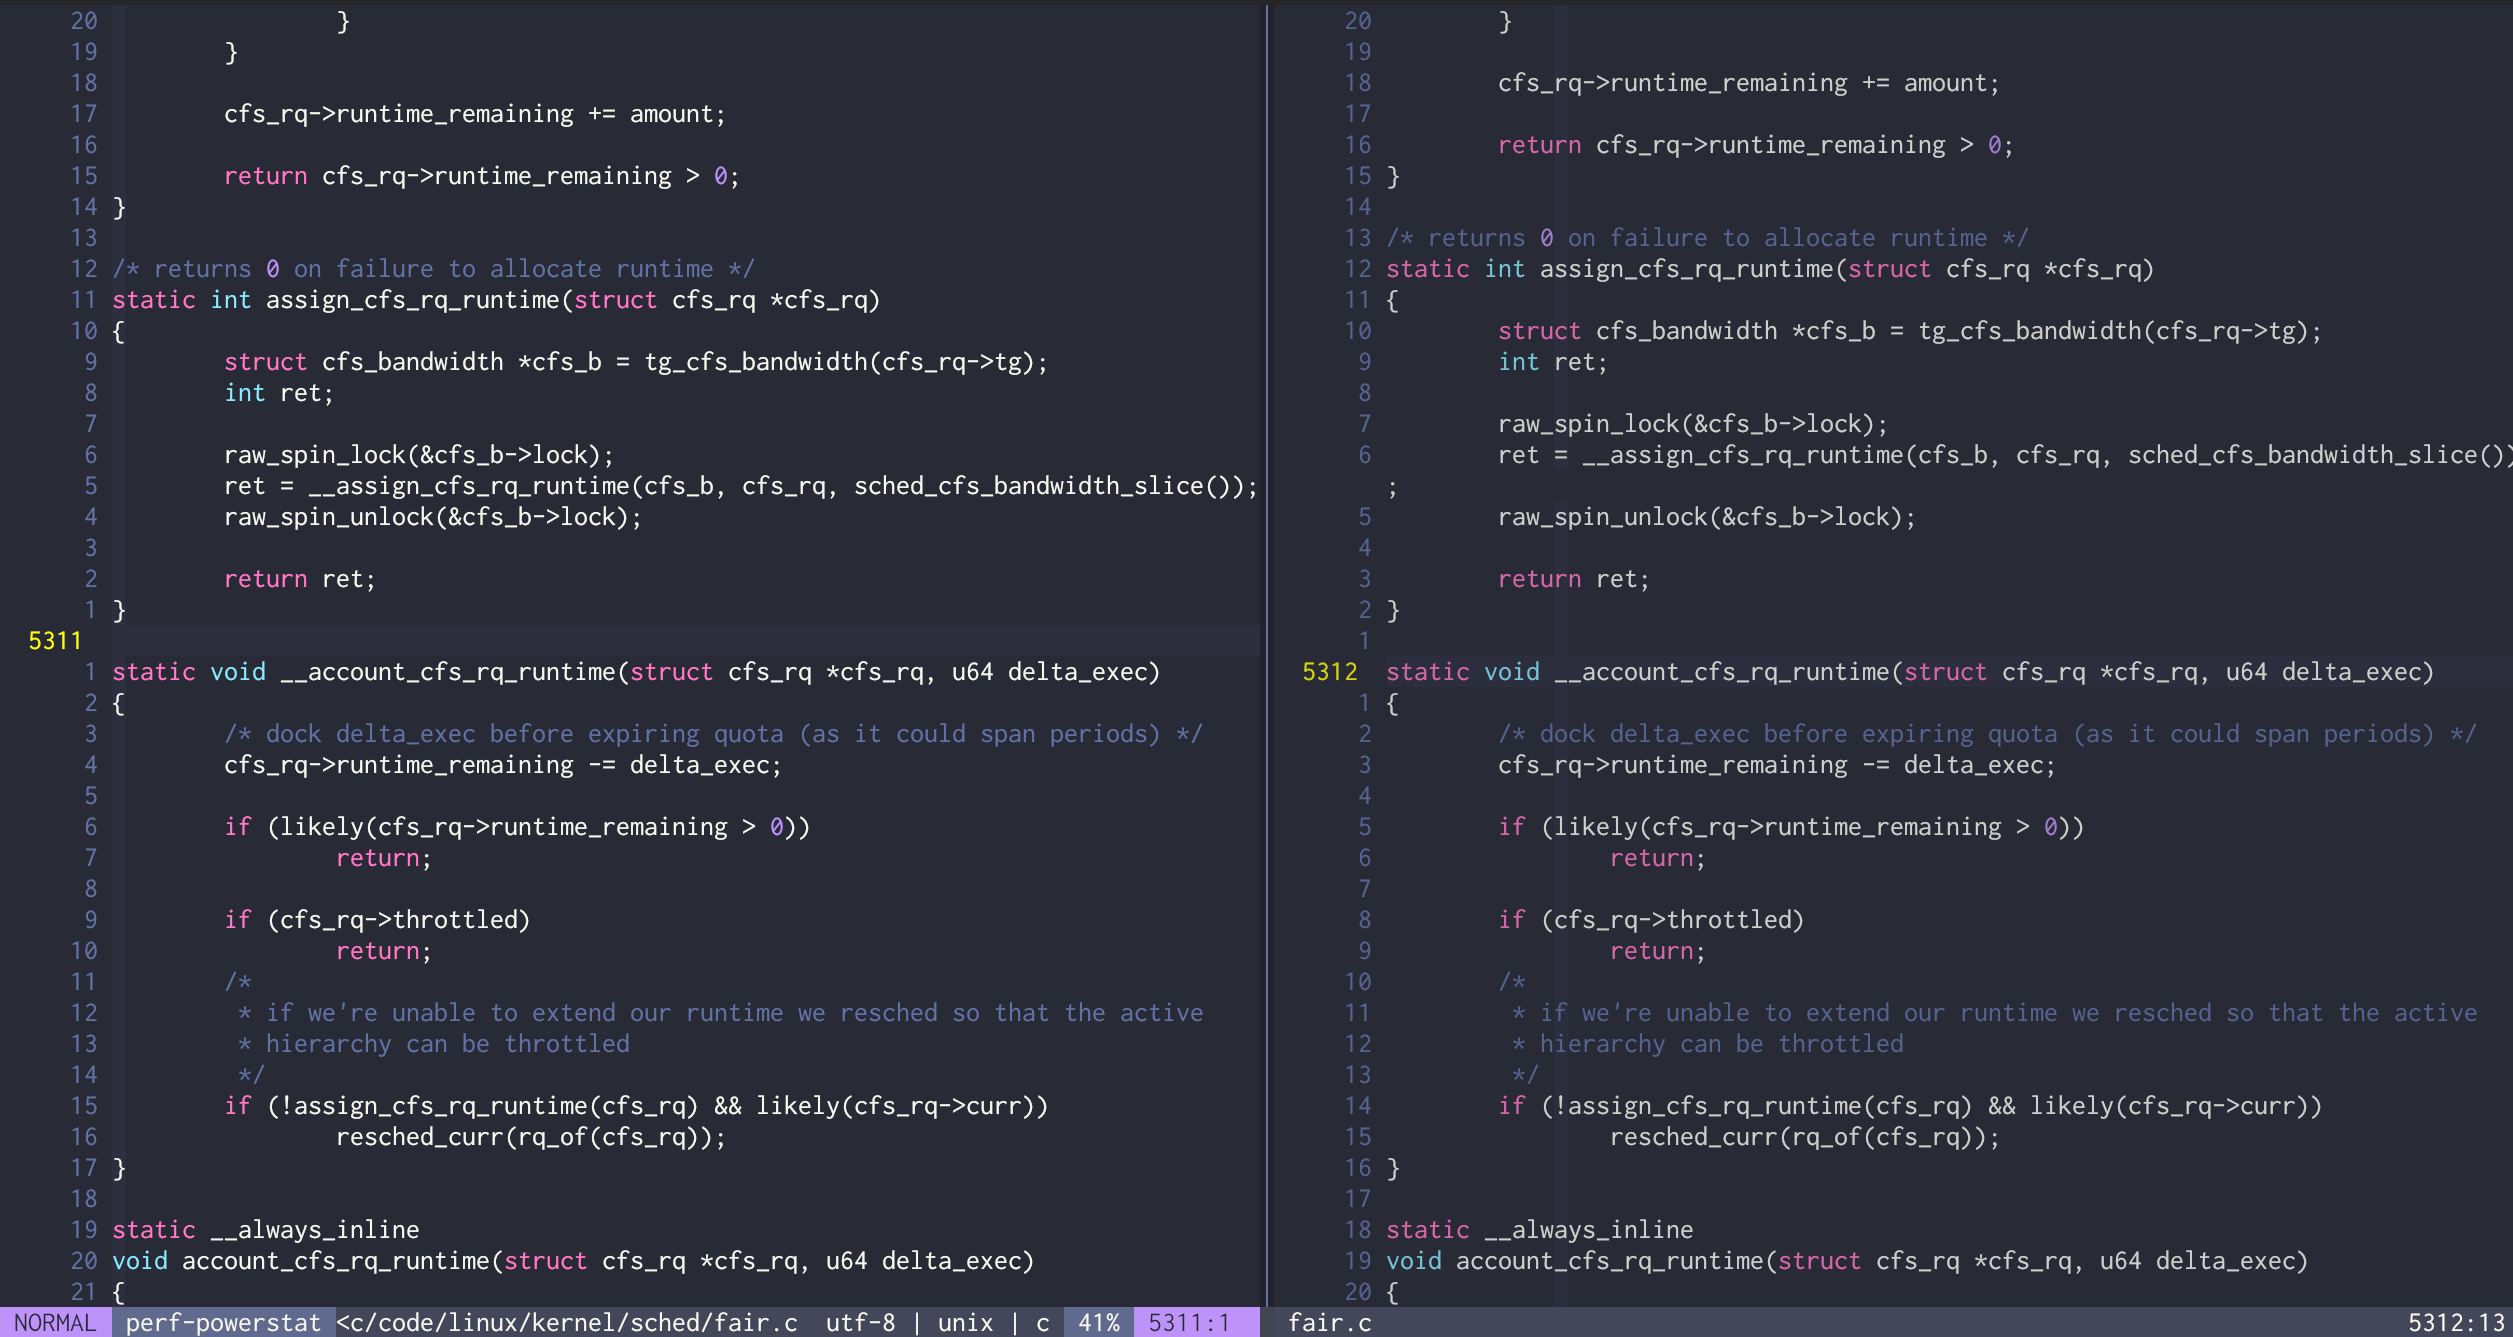 20                 }
19         }
18
17         cfs_rq->runtime_remaining += amount;
16
15         return cfs_rq->runtime_remaining > 0;
14 }
13
12 /* returns 0 on failure to allocate runtime */
11 static int assign_cfs_rq_runtime(struct cfs_rq *cfs_rq)
10 {
9         struct cfs_bandwidth *cfs_b = tg_cfs_bandwidth(cfs_rq->tg);
8         int ret;
7
6         raw_spin_lock(&cfs_b->lock);
5         ret = __assign_cfs_rq_runtime(cfs_b, cfs_rq, sched_cfs_bandwidth_slice());
4         raw_spin_unlock(&cfs_b->lock);
3
2         return ret;
1 }
5311
1 static void __account_cfs_rq_runtime(struct cfs_rq *cfs_rq, u64 delta_exec)
2 {
3         /* dock delta_exec before expiring quota (as it could span periods) */
4         cfs_rq->runtime_remaining -= delta_exec;
5
6         if (likely(cfs_rq->runtime_remaining > 0))
7                 return;
8
9         if (cfs_rq->throttled)
10                 return;
11         /*
12          * if we're unable to extend our runtime we resched so that the active
13          * hierarchy can be throttled
14          */
15         if (!assign_cfs_rq_runtime(cfs_rq) && likely(cfs_rq->curr))
16                 resched_curr(rq_of(cfs_rq));
17 }
18
19 static __always_inline
20 void account_cfs_rq_runtime(struct cfs_rq *cfs_rq, u64 delta_exec)
21 {
NORMAL perf-powerstat <c/code/linux/kernel/sched/fair.c utf-8 | unix | c 41% 5311:1
20         }
19
18         cfs_rq->runtime_remaining += amount;
17
16         return cfs_rq->runtime_remaining > 0;
15 }
14
13 /* returns 0 on failure to allocate runtime */
12 static int assign_cfs_rq_runtime(struct cfs_rq *cfs_rq)
11 {
10         struct cfs_bandwidth *cfs_b = tg_cfs_bandwidth(cfs_rq->tg);
9         int ret;
8
7         raw_spin_lock(&cfs_b->lock);
6         ret = __assign_cfs_rq_runtime(cfs_b, cfs_rq, sched_cfs_bandwidth_slice())
;
5         raw_spin_unlock(&cfs_b->lock);
4
3         return ret;
2 }
1
5312 static void __account_cfs_rq_runtime(struct cfs_rq *cfs_rq, u64 delta_exec)
1 {
2         /* dock delta_exec before expiring quota (as it could span periods) */
3         cfs_rq->runtime_remaining -= delta_exec;
4
5         if (likely(cfs_rq->runtime_remaining > 0))
6                 return;
7
8         if (cfs_rq->throttled)
9                 return;
10         /*
11          * if we're unable to extend our runtime we resched so that the active
12          * hierarchy can be throttled
13          */
14         if (!assign_cfs_rq_runtime(cfs_rq) && likely(cfs_rq->curr))
15                 resched_curr(rq_of(cfs_rq));
16 }
17
18 static __always_inline
19 void account_cfs_rq_runtime(struct cfs_rq *cfs_rq, u64 delta_exec)
20 {
fair.c 5312:13